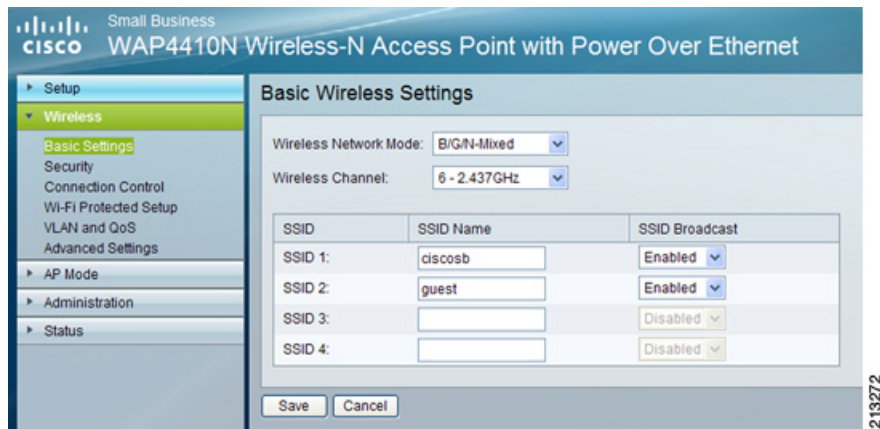 Small Business
CISCO WAP4410N Wireless-N Access Point with Power Over Ethernet
Setup
Wireless
Basic Settings
Security
Connection Control
Wi-Fi Protected Setup
VLAN and QoS
Advanced Settings
AP Mode
Administration
Status
Basic Wireless Settings
Wireless Network Mode: B/G/N-Mixed
Wireless Channel: 6 - 2.437GHz
SSID SSID Name SSID Broadcast
SSID 1: ciscosb Enabled
SSID 2: guest Enabled
SSID 3: Disabled
SSID 4: Disabled
Save Cancel
213272